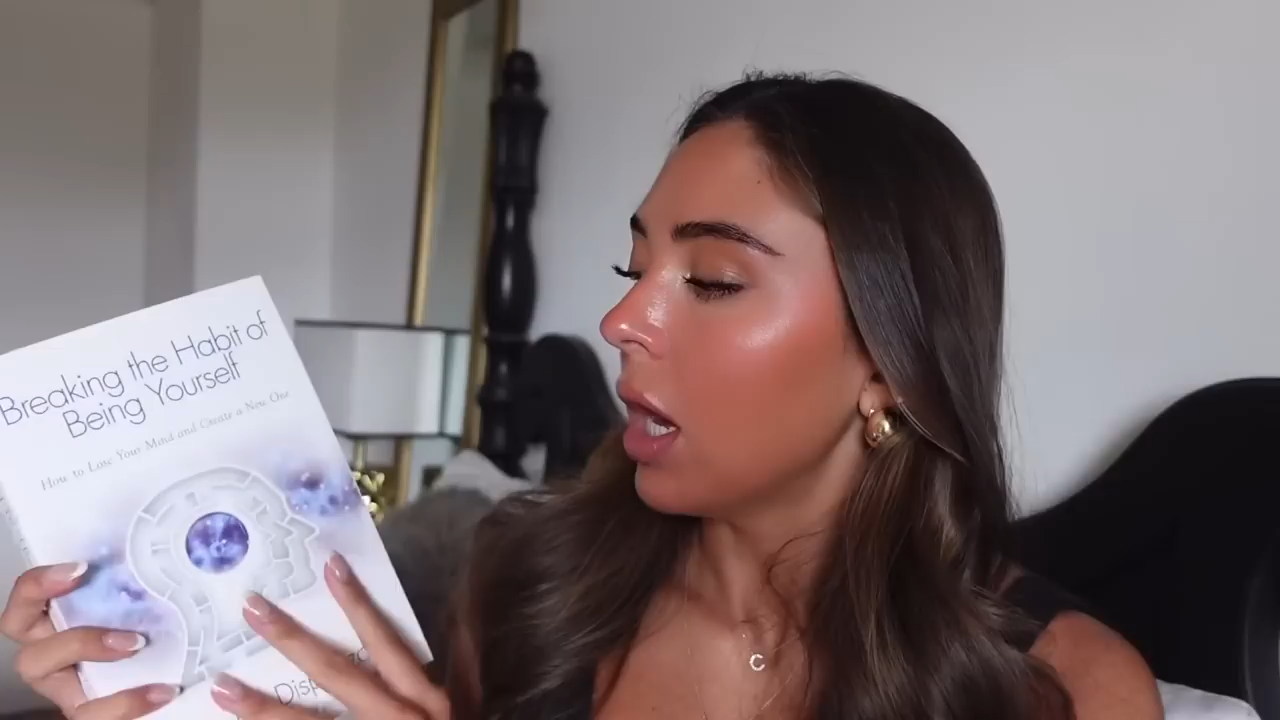 Breaking the Habit of
Being Yourself
How to Lose Your Mind and Create a New One
C